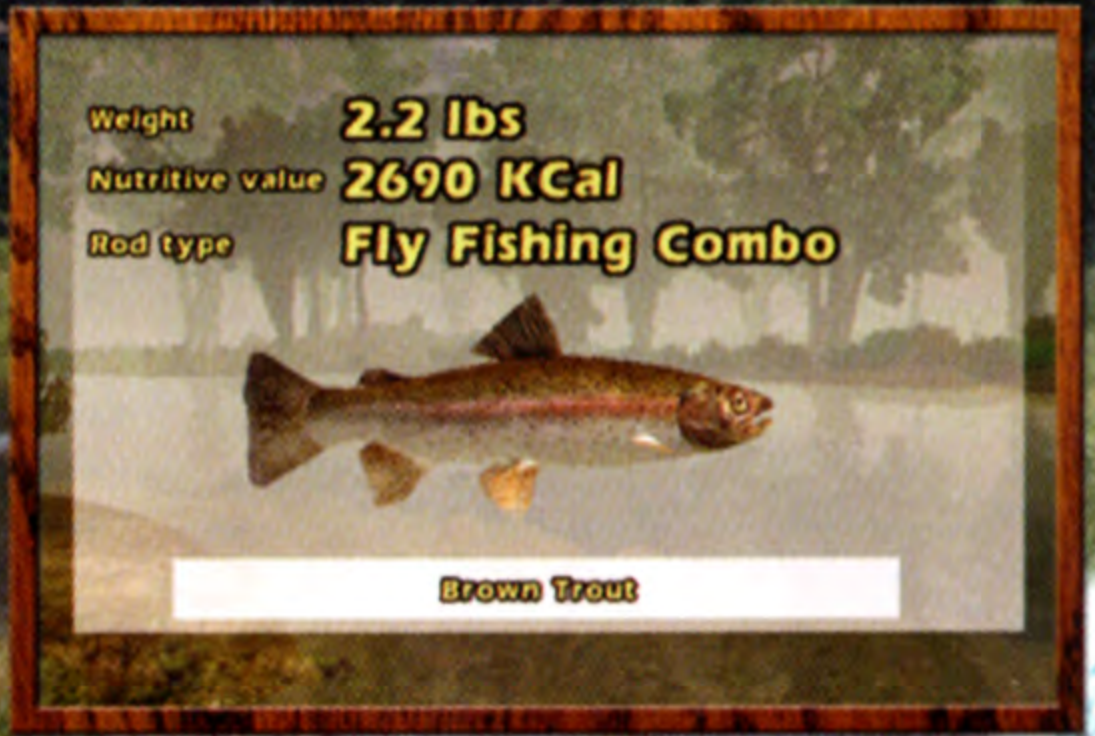 Weight 2.2 lbs
Nutritive value 2690 KCal
Rod type Fly Fishing Combo
Brown Trout